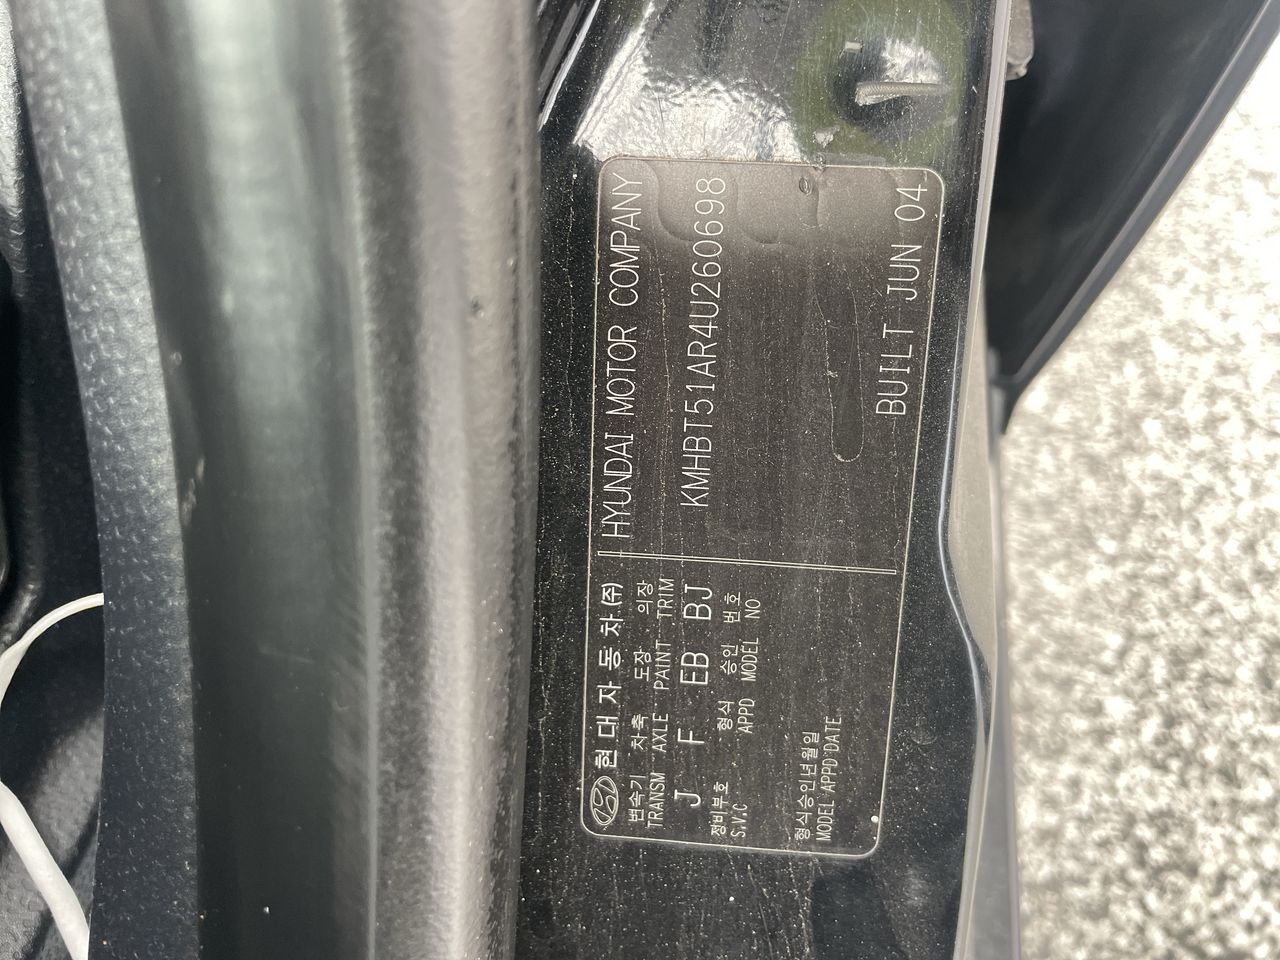 현대자동차(주)
HYUNDAI MOTOR COMPANY
변속기 차축 도장 의장
TRANSM AXLE PAINT TRIM
J F EB BJ
KMHBT51AR4U260698
정비부호 형식 승인 번호
S.V.C APPD MODEL NO
형식승인년월일
MODEL APPD DATE
BUILT JUN 04